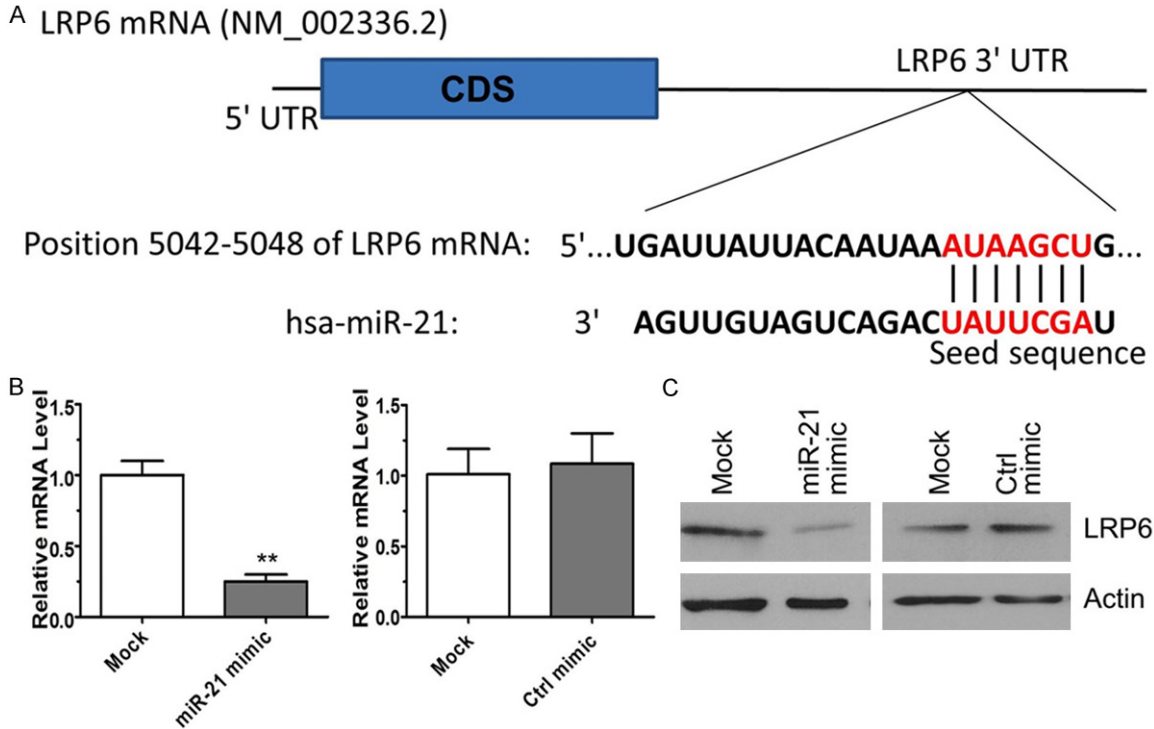 A
LRP6 mRNA (NM_002336.2)
CDS
LRP6 3' UTR
5' UTR
Position 5042-5048 of LRP6 mRNA: 5'...UGAUUAUUACAAUAAAUAAGCUG...
hsa-miR-21: 3' AGUUGUAGUCAGACUAUUCGAU
Seed sequence
B
Relative mRNA Level
1.5
1.0
0.5
0.0
**
Mock
miR-21 mimic
Relative mRNA Level
1.5
1.0
0.5
0.0
Mock
Ctrl mimic
C
Mock
miR-21
mimic
Mock
Ctrl
mimic
LRP6
Actin